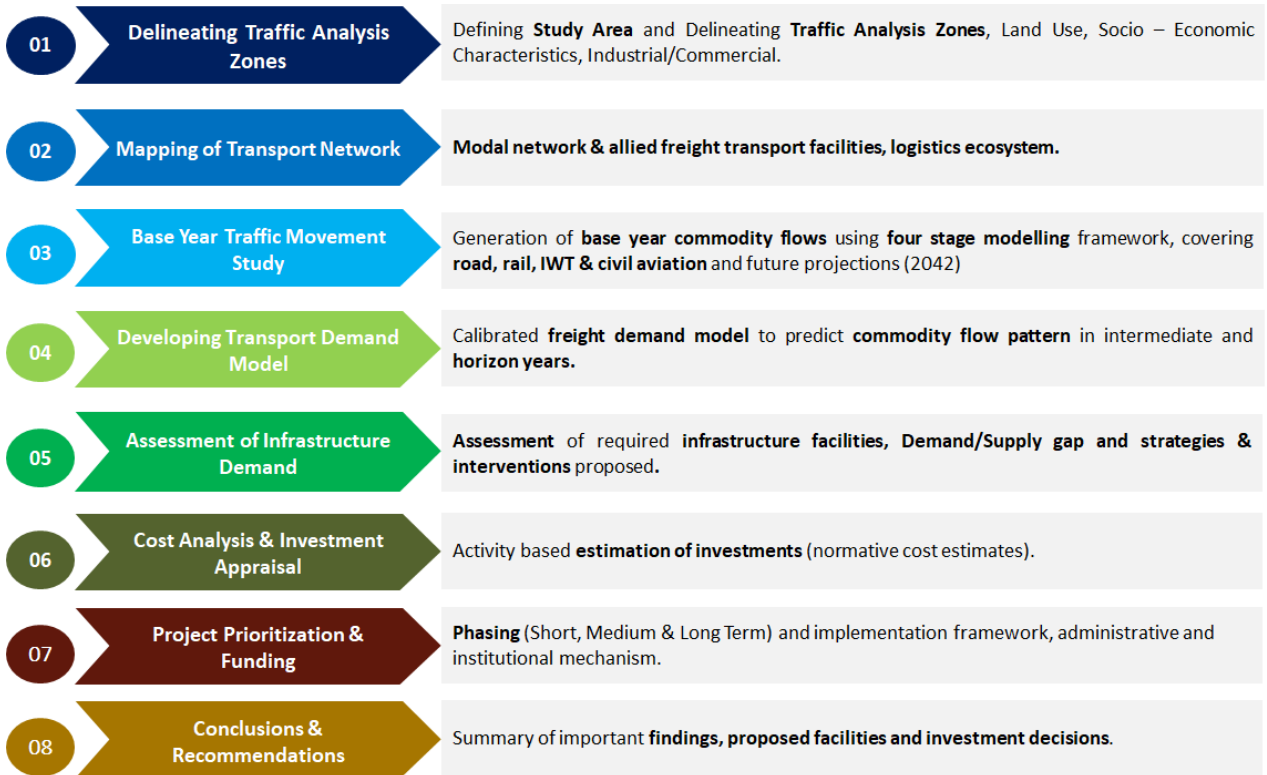 01
Delineating Traffic Analysis
Zones
Defining Study Area and Delineating Traffic Analysis Zones, Land Use, Socio – Economic
Characteristics, Industrial/Commercial.
02
Mapping of Transport Network
Modal network & allied freight transport facilities, logistics ecosystem.
03
Base Year Traffic Movement
Study
Generation of base year commodity flows using four stage modelling framework, covering
road, rail, IWT & civil aviation and future projections (2042)
04
Developing Transport Demand
Model
Calibrated freight demand model to predict commodity flow pattern in intermediate and
horizon years.
05
Assessment of Infrastructure
Demand
Assessment of required infrastructure facilities, Demand/Supply gap and strategies &
interventions proposed.
06
Cost Analysis & Investment
Appraisal
Activity based estimation of investments (normative cost estimates).
07
Project Prioritization &
Funding
Phasing (Short, Medium & Long Term) and implementation framework, administrative and
institutional mechanism.
08
Conclusions &
Recommendations
Summary of important findings, proposed facilities and investment decisions.